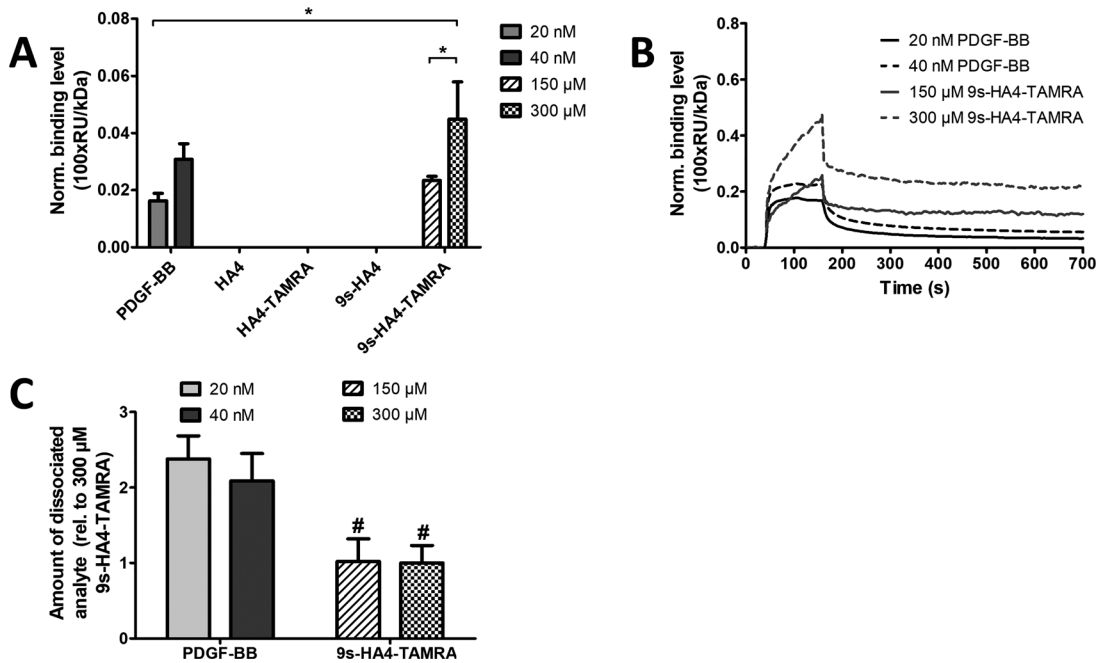 A
Norm. binding level
(100xRU/kDa)
0.08
0.06
0.04
0.02
0.00
*
*
20 nM
40 nM
150 µM
300 µM
PDGF-BB
HA4
HA4-TAMRA
9s-HA4
9s-HA4-TAMRA
B
Norm. binding level
(100xRU/kDa)
0.8
0.6
0.4
0.2
0.0
20 nM PDGF-BB
40 nM PDGF-BB
150 µM 9s-HA4-TAMRA
300 µM 9s-HA4-TAMRA
0 100 200 300 400 500 600 700
Time (s)
C
20 nM
40 nM
150 µM
300 µM
Amount of dissociated
analyte (rel. to 300 µM
9s-HA4-TAMRA)
3
2
1
0
# #
PDGF-BB 9s-HA4-TAMRA